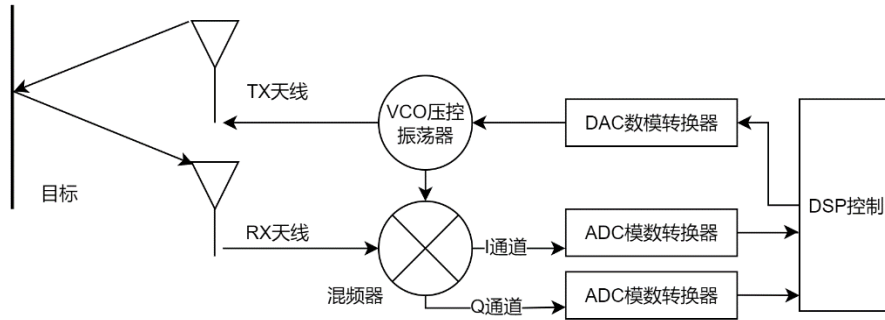 TX天线
VCO压控
振荡器
DAC数模转换器
目标
DSP控制
RX天线
I通道
ADC模数转换器
混频器
Q通道
ADC模数转换器